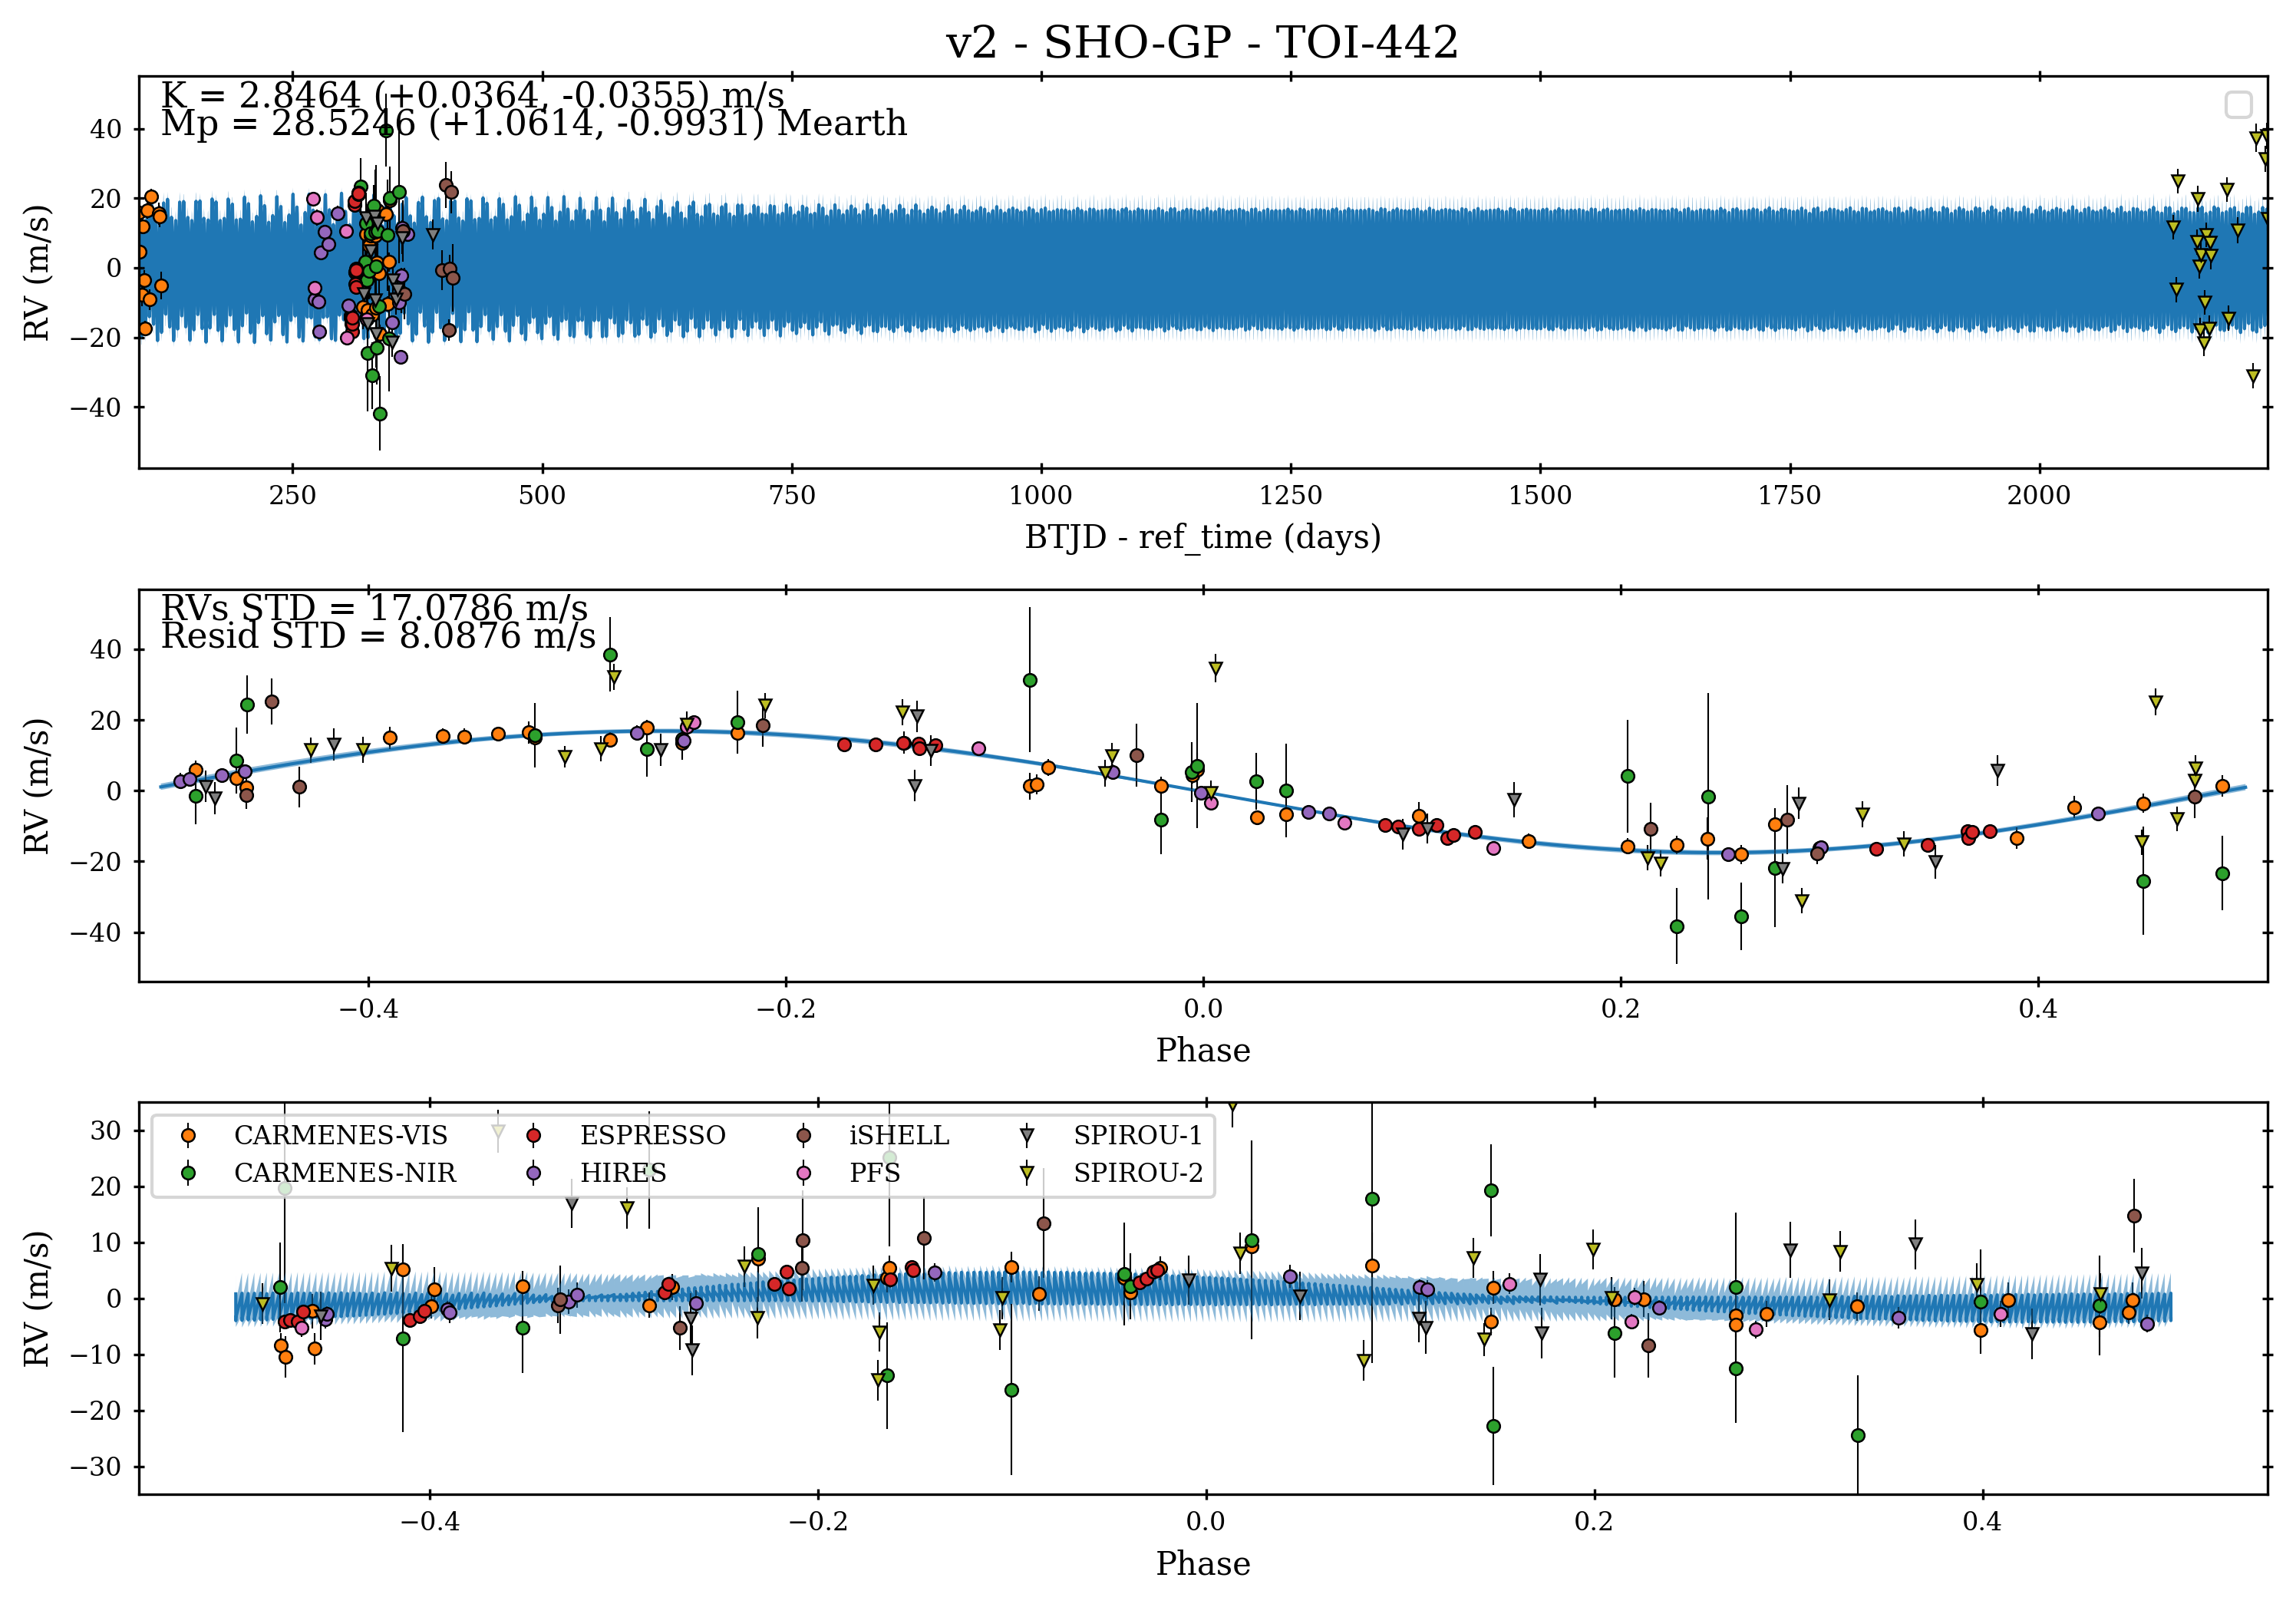 v2 - SHO-GP - TOI-442
K = 2.8464 (+0.0364, -0.0355) m/s
Mp = 28.5246 (+1.0614, -0.9931) Mearth
RV (m/s)
40
20
0
−20
−40
250 500 750 1000 1250 1500 1750 2000
BTJD - ref_time (days)
RVs STD = 17.0786 m/s
Resid STD = 8.0876 m/s
RV (m/s)
40
20
0
−20
−40
−0.4 −0.2 0.0 0.2 0.4
Phase
CARMENES-VIS ESPRESSO iSHELL SPIROU-1
CARMENES-NIR HIRES PFS SPIROU-2
RV (m/s)
30
20
10
0
−10
−20
−30
−0.4 −0.2 0.0 0.2 0.4
Phase